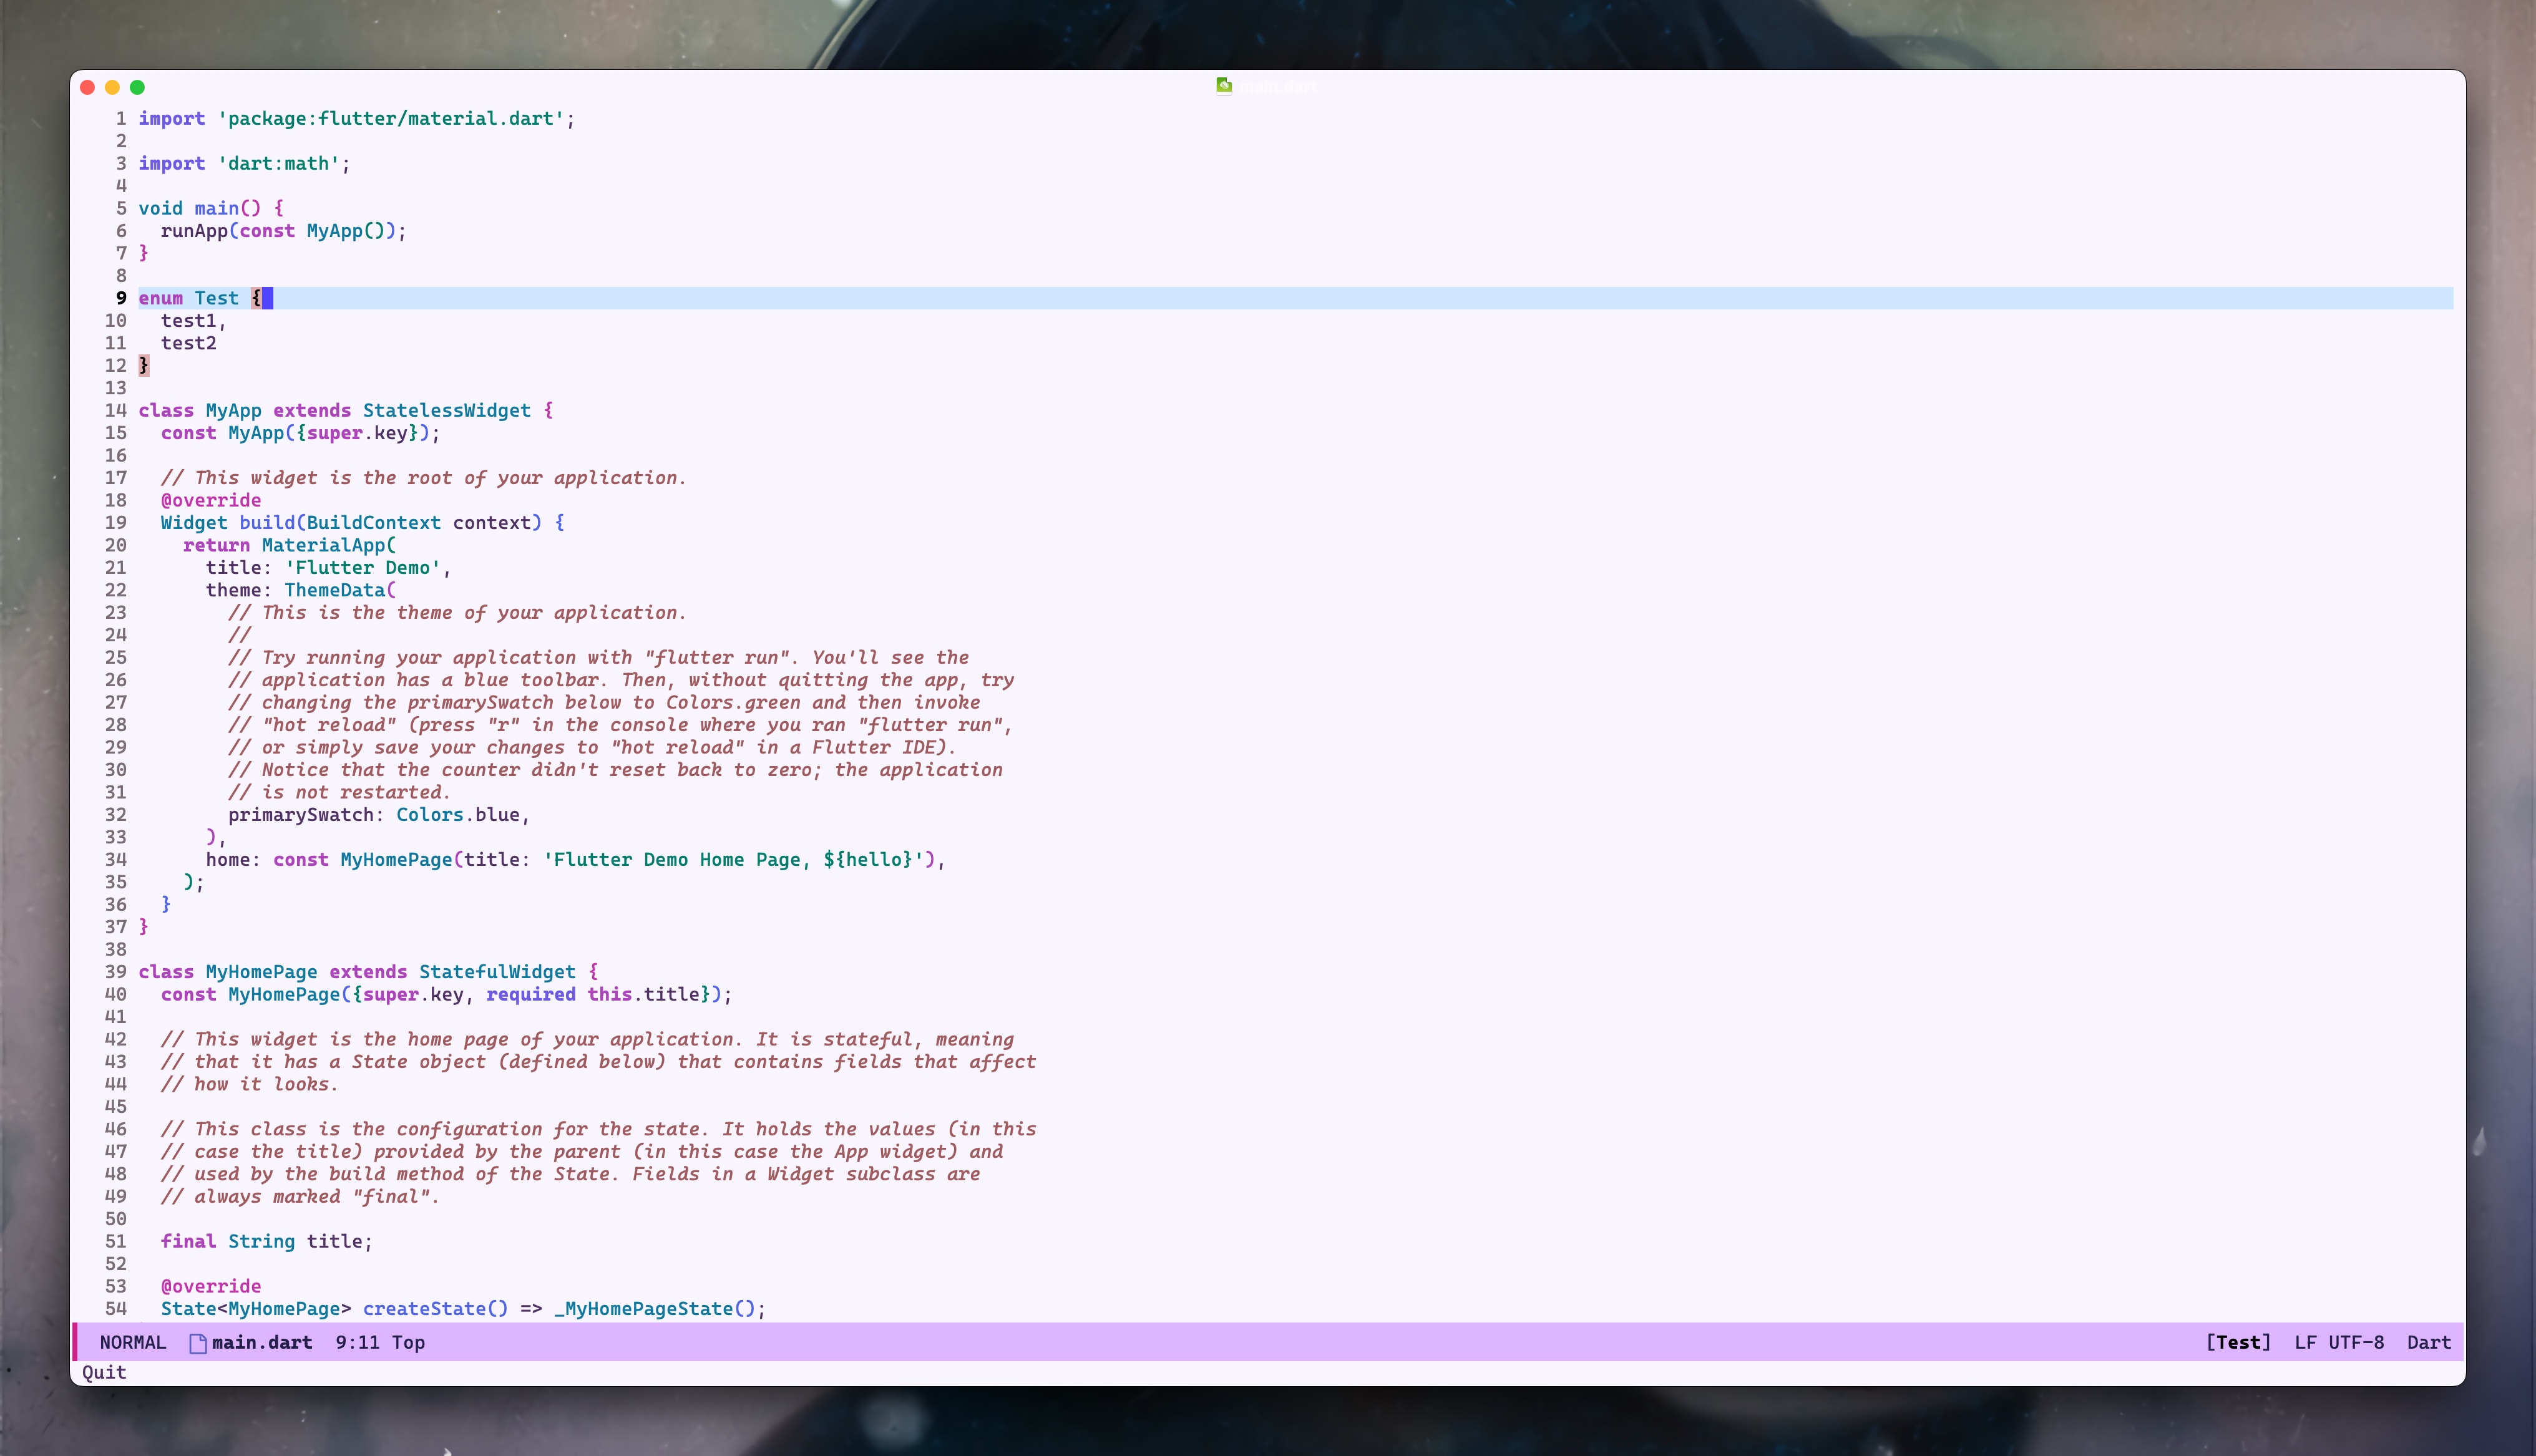 main.dart
1 import 'package:flutter/material.dart';
2
3 import 'dart:math';
4
5 void main() {
6   runApp(const MyApp());
7 }
8
9 enum Test {
10   test1,
11   test2
12 }
13
14 class MyApp extends StatelessWidget {
15   const MyApp({super.key});
16
17   // This widget is the root of your application.
18   @override
19   Widget build(BuildContext context) {
20     return MaterialApp(
21       title: 'Flutter Demo',
22       theme: ThemeData(
23         // This is the theme of your application.
24         //
25         // Try running your application with "flutter run". You'll see the
26         // application has a blue toolbar. Then, without quitting the app, try
27         // changing the primarySwatch below to Colors.green and then invoke
28         // "hot reload" (press "r" in the console where you ran "flutter run",
29         // or simply save your changes to "hot reload" in a Flutter IDE).
30         // Notice that the counter didn't reset back to zero; the application
31         // is not restarted.
32         primarySwatch: Colors.blue,
33       ),
34       home: const MyHomePage(title: 'Flutter Demo Home Page, ${hello}'),
35     );
36   }
37 }
38
39 class MyHomePage extends StatefulWidget {
40   const MyHomePage({super.key, required this.title});
41
42   // This widget is the home page of your application. It is stateful, meaning
43   // that it has a State object (defined below) that contains fields that affect
44   // how it looks.
45
46   // This class is the configuration for the state. It holds the values (in this
47   // case the title) provided by the parent (in this case the App widget) and
48   // used by the build method of the State. Fields in a Widget subclass are
49   // always marked "final".
50
51   final String title;
52
53   @override
54   State<MyHomePage> createState() => _MyHomePageState();
NORMAL main.dart 9:11 Top [Test] LF UTF-8 Dart
Quit